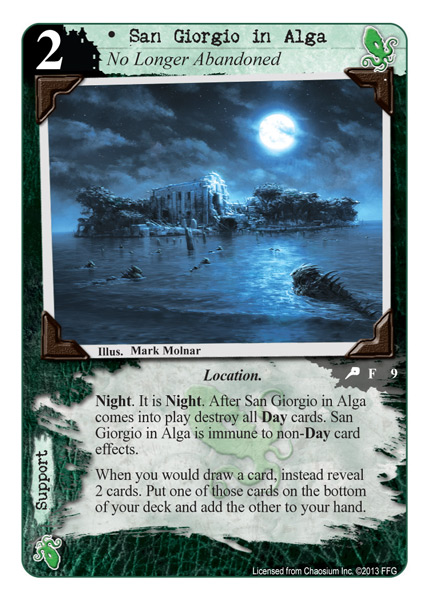 2
• San Giorgio in Alga
No Longer Abandoned
Illus. Mark Molnar
Location.
F 9
Night. It is Night. After San Giorgio in Alga
comes into play destroy all Day cards. San
Giorgio in Alga is immune to non-Day card
effects.
When you would draw a card, instead reveal
2 cards. Put one of those cards on the bottom
of your deck and add the other to your hand.
Support
Licensed from Chaosium Inc. ©2013 FFG